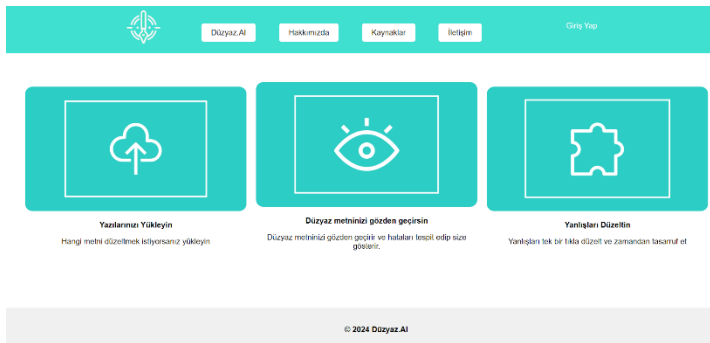 Düzyaz.AI
Hakkımızda
Kaynaklar
İletişim
Giriş Yap
Yazılarınızı Yükleyin
Hangi metni düzeltmek istiyorsanız yükleyin
Düzyaz metninizi gözden geçirsin
Düzyaz metninizi gözden geçirir ve hataları tespit edip size
gösterir.
Yanlışları Düzeltin
Yanlışları tek bir tıkla düzelt ve zamandan tasarruf et
© 2024 Düzyaz.AI